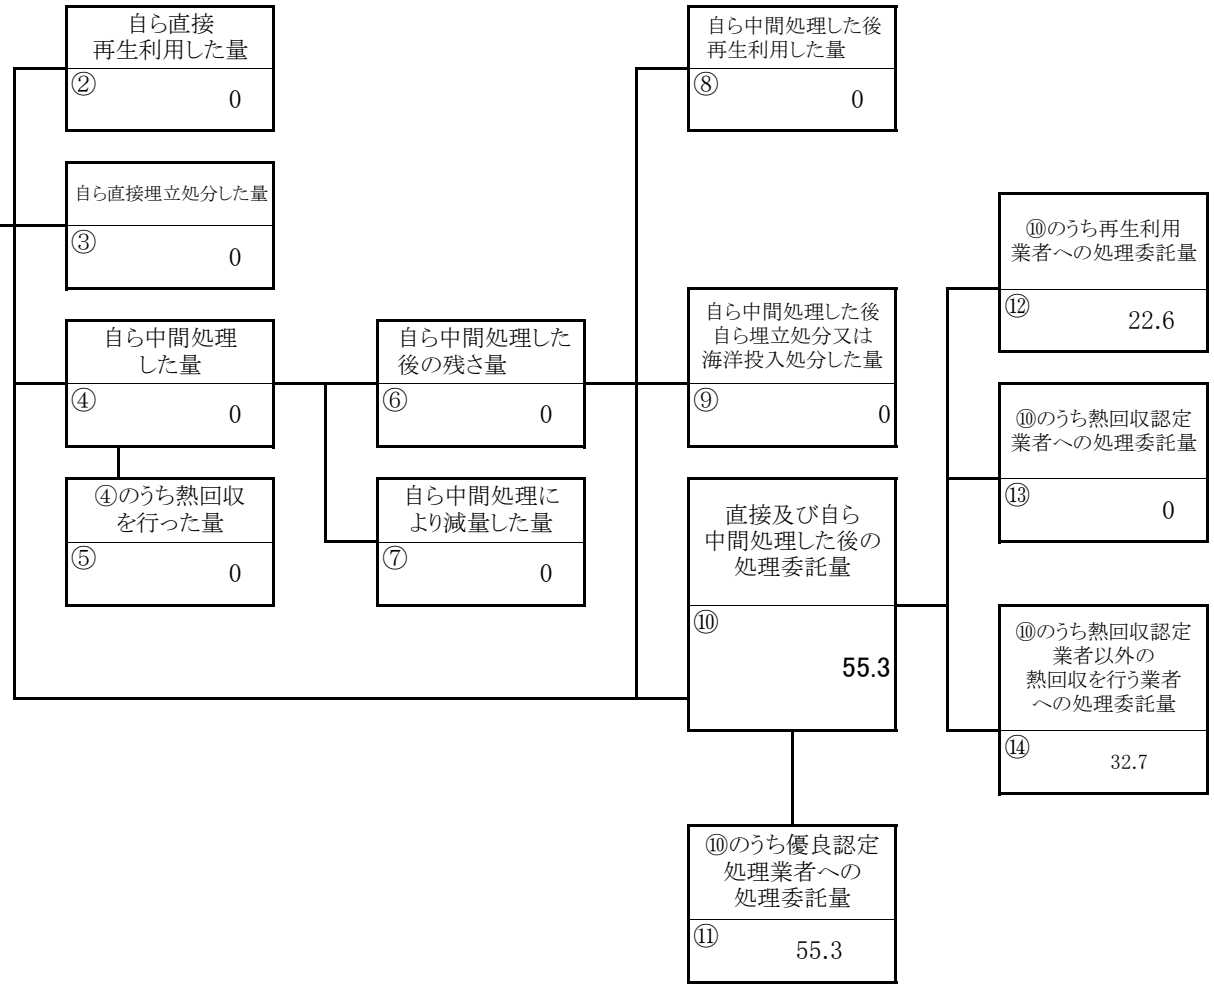 自ら直接
再生利用した量
②
0
自ら直接埋立処分した量
③
0
自ら中間処理
した量
④
0
④のうち熱回収
を行った量
⑤
0
自ら中間処理した
後の残さ量
⑥
0
自ら中間処理に
より減量した量
⑦
0
自ら中間処理した後
再生利用した量
⑧
0
自ら中間処理した後
自ら埋立処分又は
海洋投入処分した量
⑨
0
直接及び自ら
中間処理した後の
処理委託量
⑩
55.3
⑩のうち優良認定
処理業者への
処理委託量
⑪
55.3
⑩のうち再生利用
業者への処理委託量
⑫
22.6
⑩のうち熱回収認定
業者への処理委託量
⑬
0
⑩のうち熱回収認定
業者以外の
熱回収を行う業者
への処理委託量
⑭
32.7